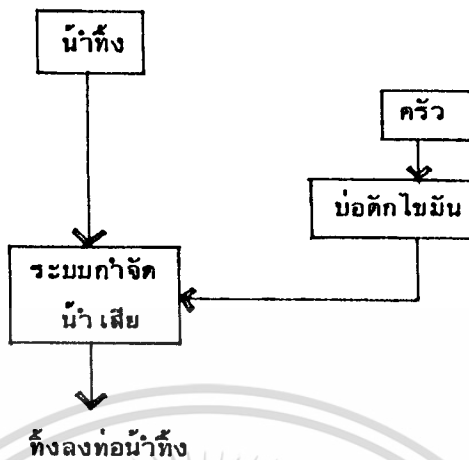 น้ำทิ้ง
ครัว
บ่อดักไขมัน
ระบบกำจัด
น้ำเสีย
ทิ้งลงท่อน้ำทิ้ง